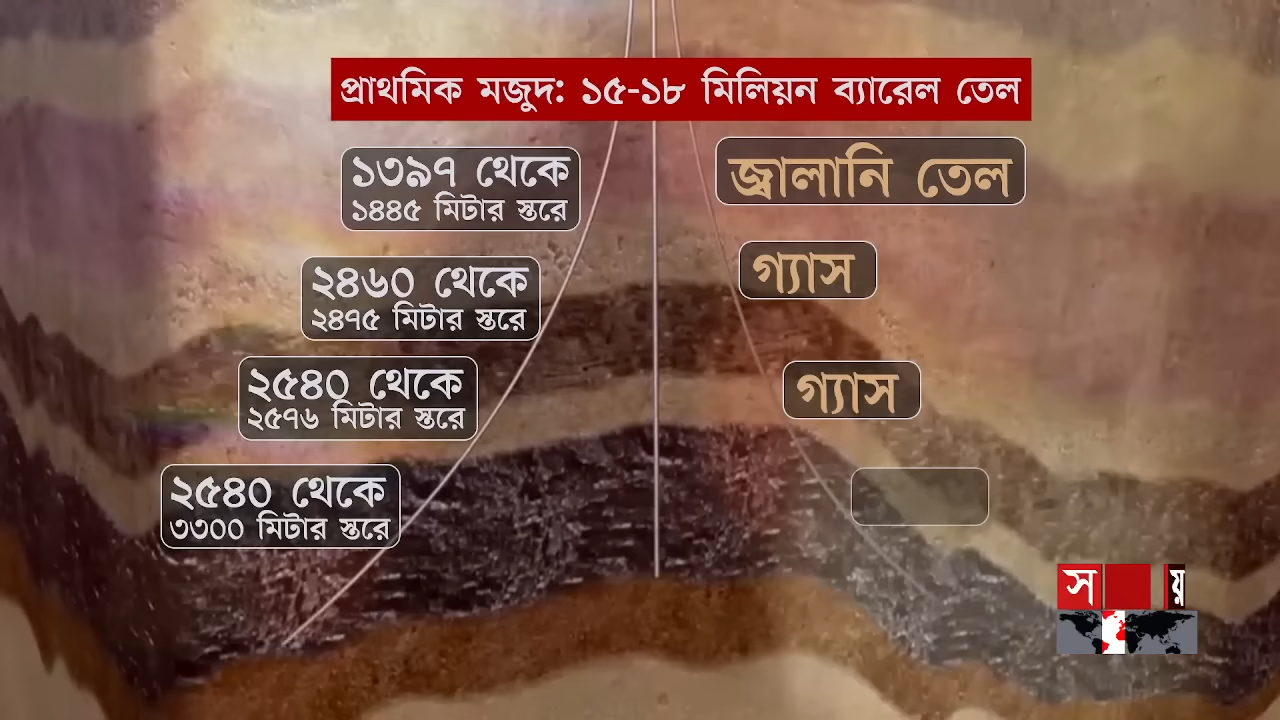 প্রাথমিক মজুদ: ১৫-১৮ মিলিয়ন ব্যারেল তেল
১৩৯৭ থেকে
১৪৪৫ মিটার স্তরে
জ্বালানি তেল
২৪৬০ থেকে
২৪৭৫ মিটার স্তরে
গ্যাস
২৫৪০ থেকে
২৫৭৬ মিটার স্তরে
গ্যাস
২৫৪০ থেকে
৩৩০০ মিটার স্তরে
স য়